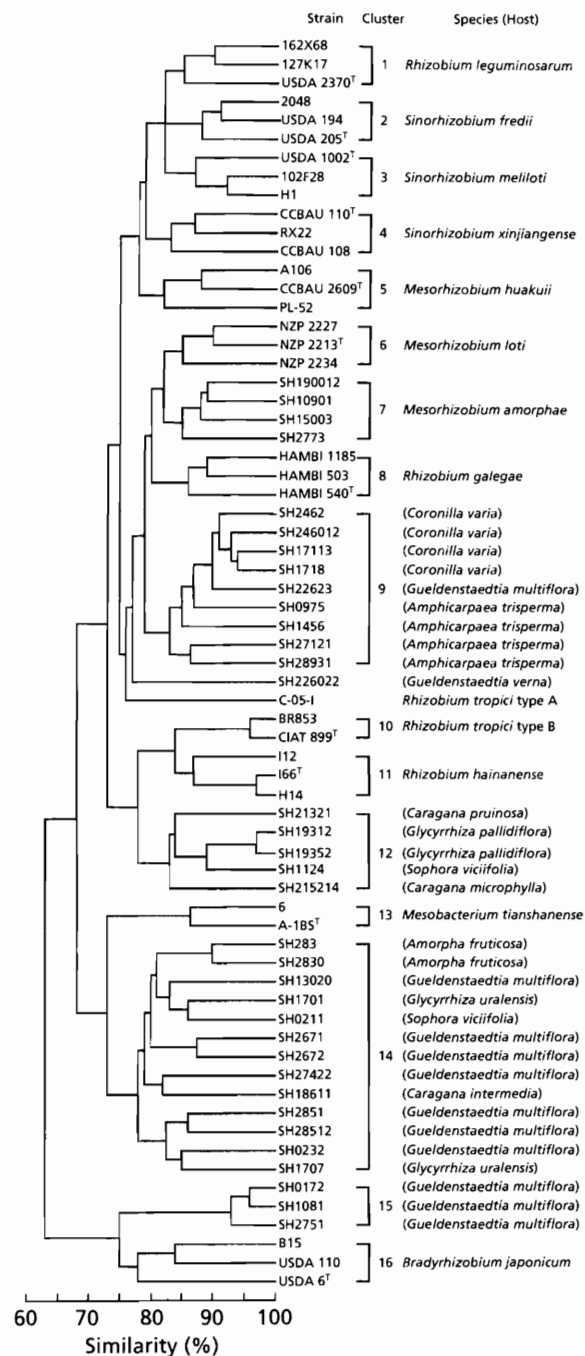 Strain Cluster Species (Host)
162X68
127K17 1 Rhizobium leguminosarum
USDA 2370T
2048
USDA 194 2 Sinorhizobium fredii
USDA 205T
USDA 1002T
102F28 3 Sinorhizobium meliloti
H1
CCBAU 110T
RX22 4 Sinorhizobium xinjiangense
CCBAU 108
A106
CCBAU 2609T 5 Mesorhizobium huakuii
PL-52
NZP 2227
NZP 2213T 6 Mesorhizobium loti
NZP 2234
SH190012
SH10901
7 Mesorhizobium amorphae
SH15003
SH2773
HAMBI 1185
HAMBI 503 8 Rhizobium galegae
HAMBI 540T
SH2462 (Coronilla varia)
SH246012 (Coronilla varia)
SH17113 (Coronilla varia)
SH1718 (Coronilla varia)
SH22623 9 (Gueldenstaedtia multiflora)
SH0975 (Amphicarpaea trisperma)
SH1456 (Amphicarpaea trisperma)
SH27121 (Amphicarpaea trisperma)
SH28931 (Amphicarpaea trisperma)
SH226022 (Gueldenstaedtia verna)
C-05-I Rhizobium tropici type A
BR853
10 Rhizobium tropici type B
CIAT 899T
I12
I66T 11 Rhizobium hainanense
H14
SH21321 (Caragana pruinosa)
SH19312 (Glycyrrhiza pallidiflora)
SH19352 12 (Glycyrrhiza pallidiflora)
SH1124 (Sophora viciifolia)
SH215214 (Caragana microphylla)
6
13 Mesobacterium tianshanense
A-1BST
SH283 (Amorpha fruticosa)
SH2830 (Amorpha fruticosa)
SH13020 (Gueldenstaedtia multiflora)
SH1701 (Glycyrrhiza uralensis)
SH0211 (Sophora viciifolia)
SH2671 (Gueldenstaedtia multiflora)
SH2672 14 (Gueldenstaedtia multiflora)
SH27422 (Gueldenstaedtia multiflora)
SH18611 (Caragana intermedia)
SH2851 (Gueldenstaedtia multiflora)
SH28512 (Gueldenstaedtia multiflora)
SH0232 (Gueldenstaedtia multiflora)
SH1707 (Glycyrrhiza uralensis)
SH0172 (Gueldenstaedtia multiflora)
SH1081 15 (Gueldenstaedtia multiflora)
SH2751 (Gueldenstaedtia multiflora)
B15
USDA 110 16 Bradyrhizobium japonicum
USDA 6T
60 70 80 90 100
Similarity (%)